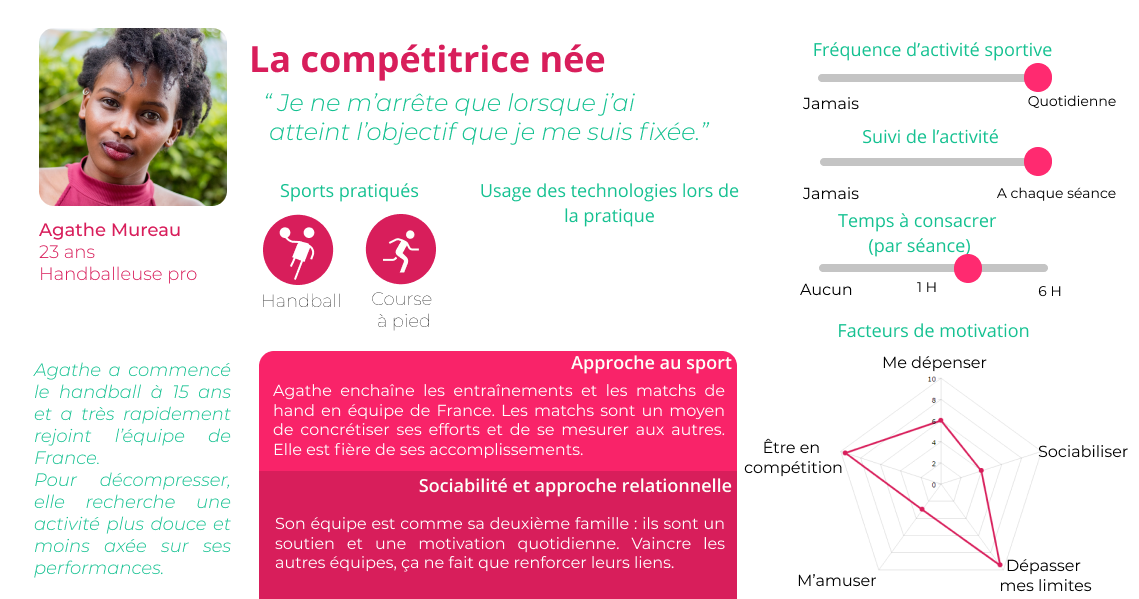 La compétitrice née
“ Je ne m’arrête que lorsque j’ai
atteint l’objectif que je me suis fixée.”
Agathe Mureau
23 ans
Handballeuse pro
Sports pratiqués
Handball
Course
à pied
Usage des technologies lors de
la pratique
Agathe a commencé
le handball à 15 ans
et a très rapidement
rejoint l’équipe de
France.
Pour décompresser,
elle recherche une
activité plus douce et
moins axée sur ses
performances.
Approche au sport
Agathe enchaîne les entraînements et les matchs de
hand en équipe de France. Les matchs sont un moyen
de concrétiser ses efforts et de se mesurer aux autres.
Elle est fière de ses accomplissements.
Sociabilité et approche relationnelle
Son équipe est comme sa deuxième famille : ils sont un
soutien et une motivation quotidienne. Vaincre les
autres équipes, ça ne fait que renforcer leurs liens.
Fréquence d’activité sportive
Jamais
Quotidienne
Suivi de l’activité
Jamais
A chaque séance
Temps à consacrer
(par séance)
Aucun
1 H
6 H
Facteurs de motivation
Me dépenser
10
8
6
4
2
0
Être en
compétition
Sociabiliser
M’amuser
Dépasser
mes limites